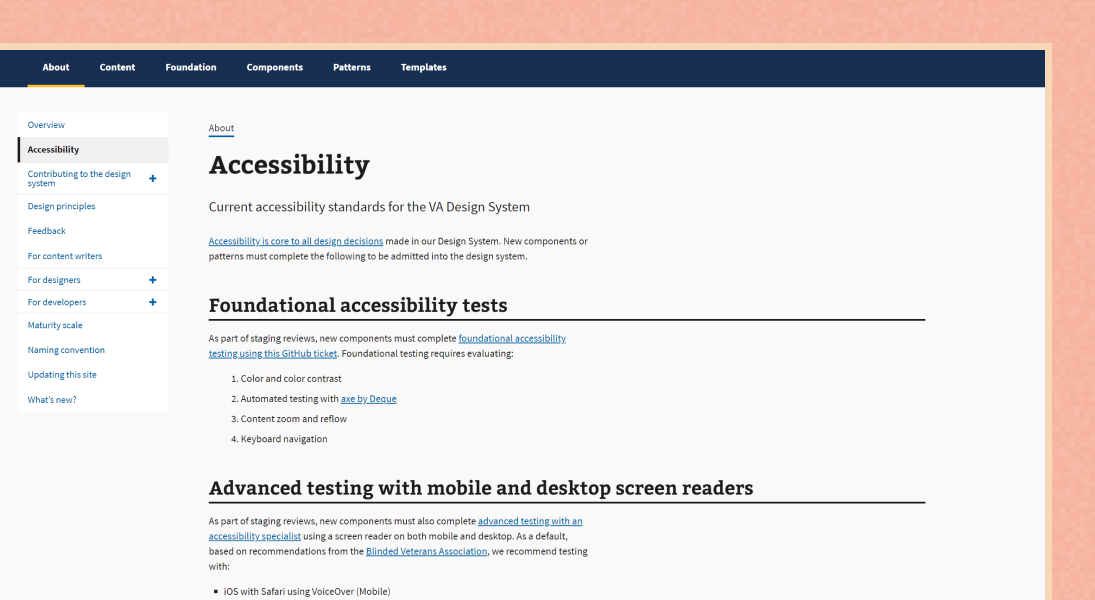 About Content Foundation Components Patterns Templates
Overview
Accessibility
Contributing to the design
system
Design principles
Feedback
For content writers
For designers
For developers
Maturity scale
Naming convention
Updating this site
What's new?
About
Accessibility
Current accessibility standards for the VA Design System
Accessibility is core to all design decisions made in our Design System. New components or
patterns must complete the following to be admitted into the design system.
Foundational accessibility tests
As part of staging reviews, new components must complete foundational accessibility
testing using this GitHub ticket. Foundational testing requires evaluating:
1. Color and color contrast
2. Automated testing with axe by Deque
3. Content zoom and reflow
4. Keyboard navigation
Advanced testing with mobile and desktop screen readers
As part of staging reviews, new components must also complete advanced testing with an
accessibility specialist using a screen reader on both mobile and desktop. As a default,
based on recommendations from the Blinded Veterans Association, we recommend testing
with:
▪ iOS with Safari using VoiceOver (Mobile)